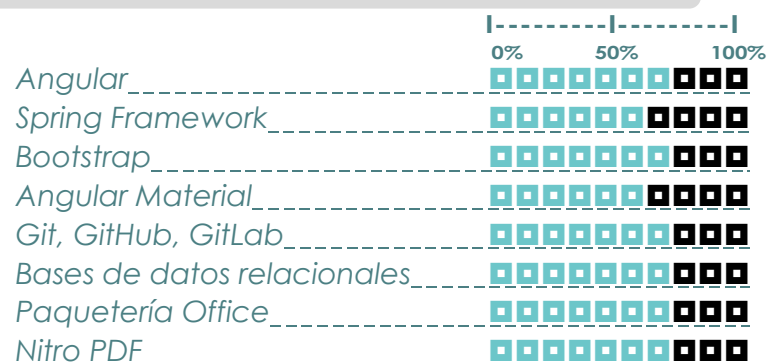 I---------I---------I
0% 50% 100%
Angular
Spring Framework
Bootstrap
Angular Material
Git, GitHub, GitLab
Bases de datos relacionales
Paquetería Office
Nitro PDF